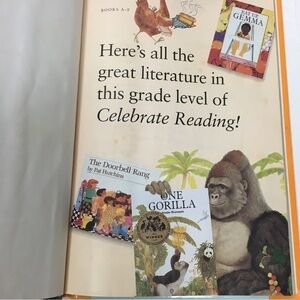 BOOKS A-F
GEMMA
Here's all the
great literature in
this grade level of
Celebrate Reading!
The Doorbell Rang
by Pat Hutchins
ONE
GORILLA